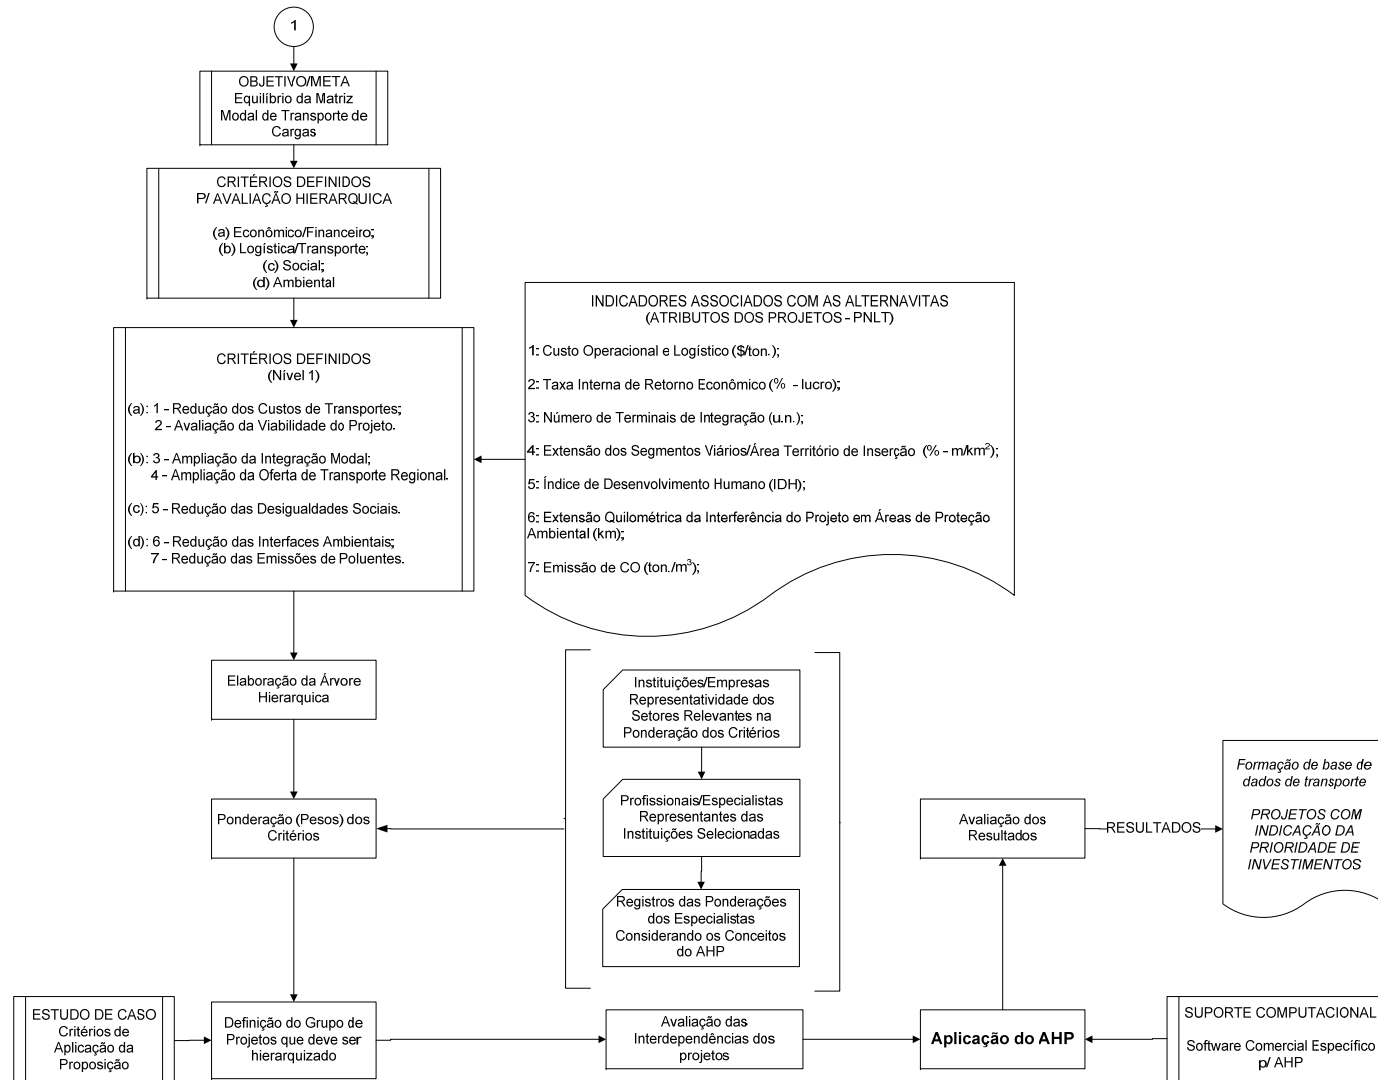 1
OBJETIVO/META
Equilíbrio da Matriz
Modal de Transporte de
Cargas
CRITÉRIOS DEFINIDOS
P/ AVALIAÇÃO HIERARQUICA
(a) Econômico/Financeiro;
(b) Logística/Transporte;
(c) Social;
(d) Ambiental
CRITÉRIOS DEFINIDOS
(Nível 1)
(a): 1 - Redução dos Custos de Transportes;
2 - Avaliação da Viabilidade do Projeto.
(b): 3 - Ampliação da Integração Modal;
4 - Ampliação da Oferta de Transporte Regional.
(c): 5 - Redução das Desigualdades Sociais.
(d): 6 - Redução das Interfaces Ambientais;
7 - Redução das Emissões de Poluentes.
INDICADORES ASSOCIADOS COM AS ALTERNAVITAS
(ATRIBUTOS DOS PROJETOS - PNLT)
1: Custo Operacional e Logístico ($/ton.);
2: Taxa Interna de Retorno Econômico (% - lucro);
3: Número de Terminais de Integração (u.n.);
4: Extensão dos Segmentos Viários/Área Território de Inserção (% - m/km²);
5: Índice de Desenvolvimento Humano (IDH);
6: Extensão Quilométrica da Interferência do Projeto em Áreas de Proteção
Ambiental (km);
7: Emissão de CO (ton./m³);
Elaboração da Árvore
Hierarquica
Ponderação (Pesos) dos
Critérios
Instituições/Empresas
Representatividade dos
Setores Relevantes na
Ponderação dos Critérios
Profissionais/Especialistas
Representantes das
Instituições Selecionadas
Registros das Ponderações
dos Especialistas
Considerando os Conceitos
do AHP
Avaliação dos
Resultados
RESULTADOS
Formação de base de
dados de transporte
PROJETOS COM
INDICAÇÃO DA
PRIORIDADE DE
INVESTIMENTOS
ESTUDO DE CASO
Critérios de
Aplicação da
Proposição
Definição do Grupo de
Projetos que deve ser
hierarquizado
Avaliação das
Interdependências dos
projetos
Aplicação do AHP
SUPORTE COMPUTACIONAL
Software Comercial Específico
p/ AHP